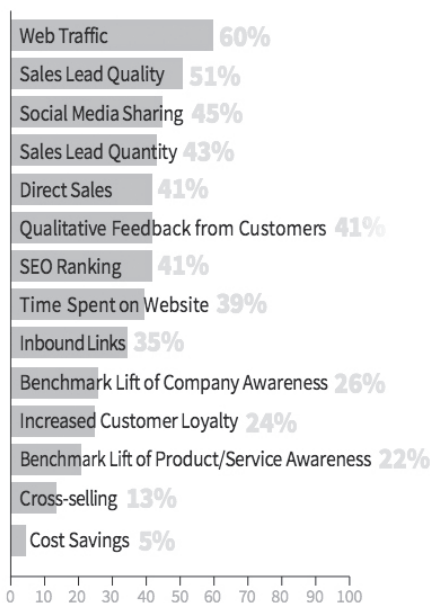 Web Traffic 60%
Sales Lead Quality 51%
Social Media Sharing 45%
Sales Lead Quantity 43%
Direct Sales 41%
Qualitative Feedback from Customers 41%
SEO Ranking 41%
Time Spent on Website 39%
Inbound Links 35%
Benchmark Lift of Company Awareness 26%
Increased Customer Loyalty 24%
Benchmark Lift of Product/Service Awareness 22%
Cross-selling 13%
Cost Savings 5%
0 10 20 30 40 50 60 70 80 90 100